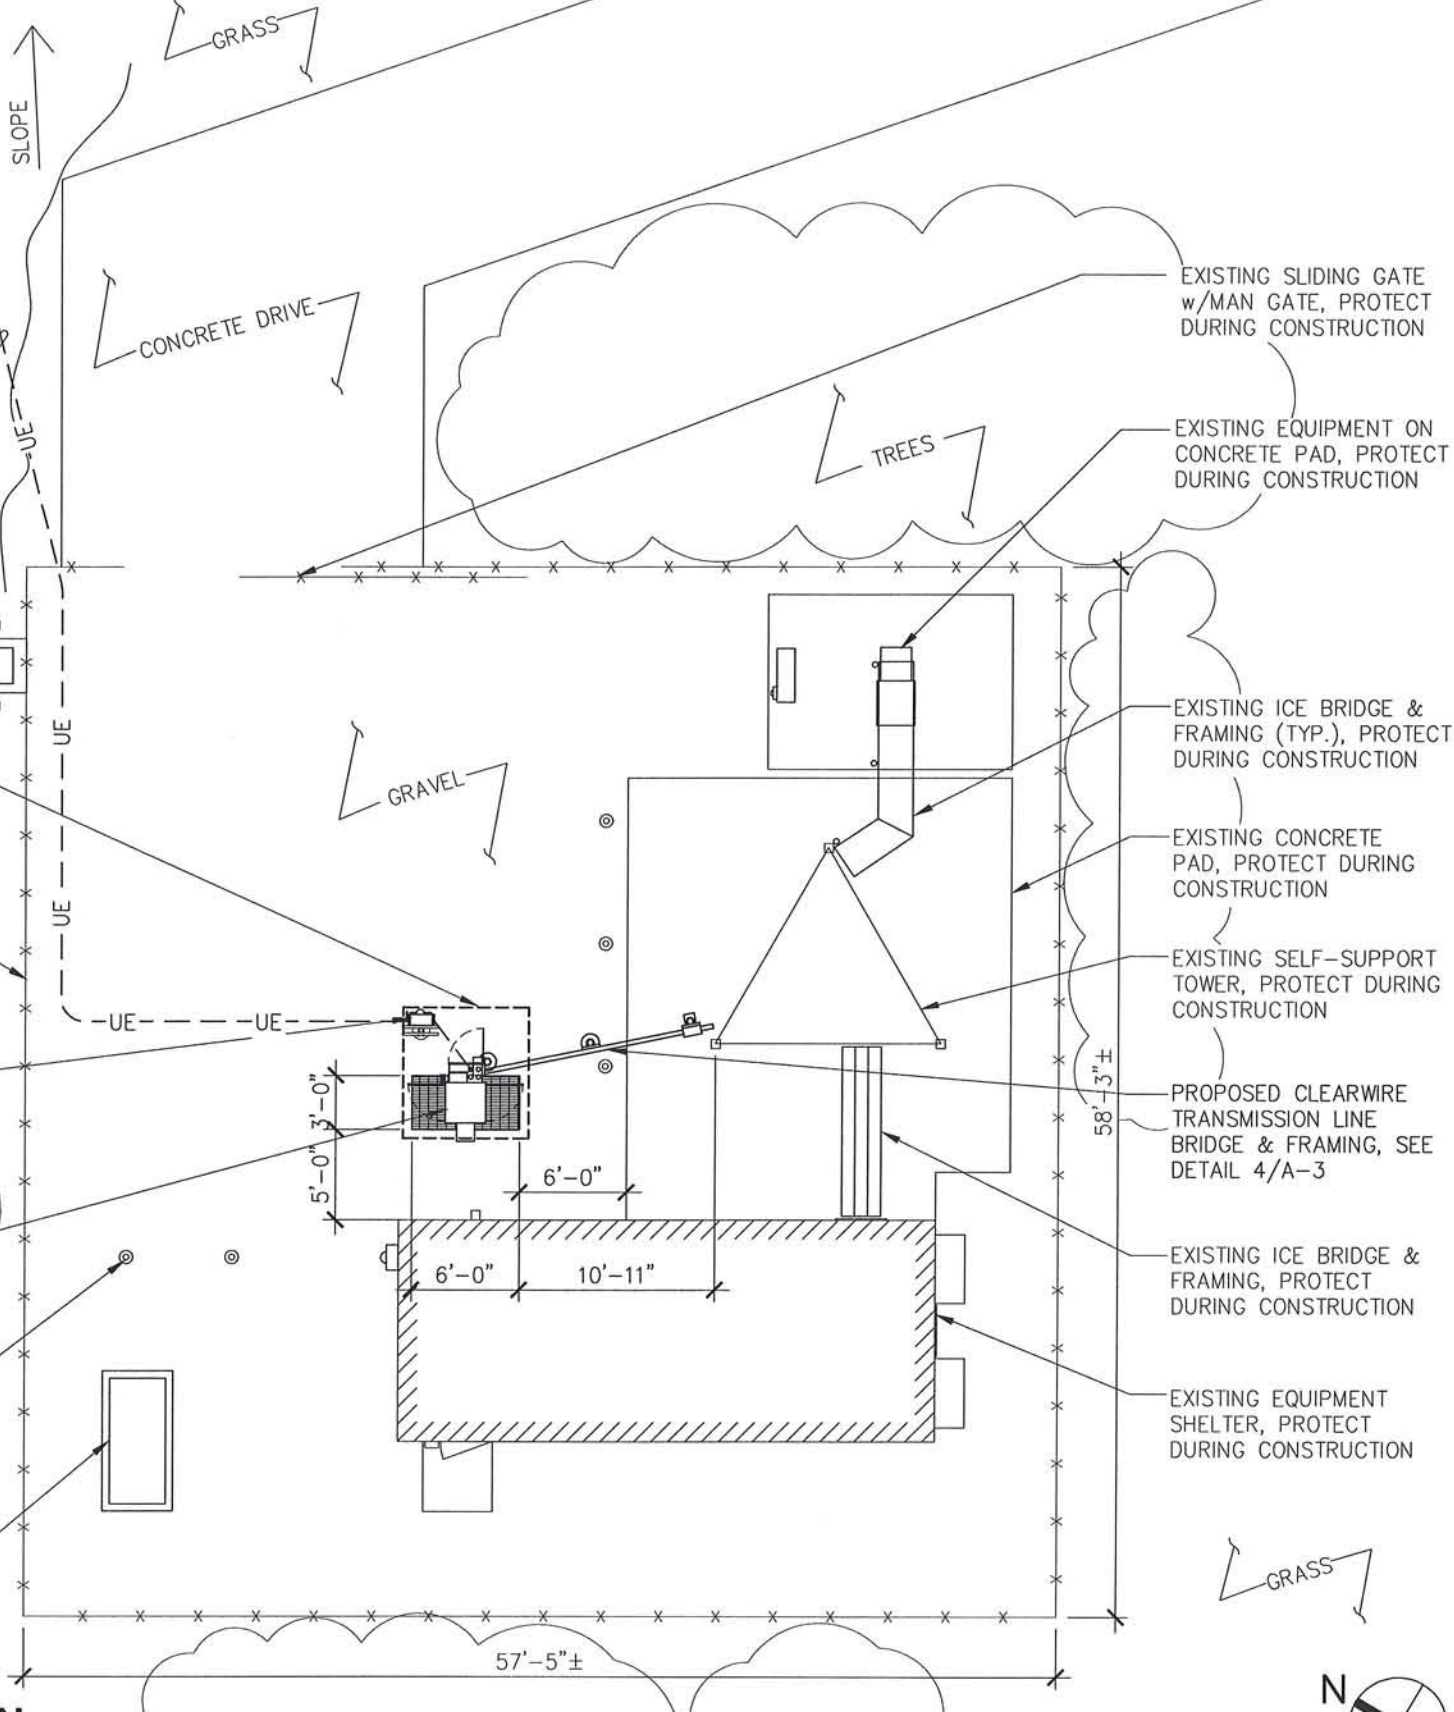 GRASS
SLOPE
CONCRETE DRIVE
EXISTING SLIDING GATE
w/MAN GATE, PROTECT
DURING CONSTRUCTION
TREES
EXISTING EQUIPMENT ON
CONCRETE PAD, PROTECT
DURING CONSTRUCTION
UE
UE
GRAVEL
EXISTING ICE BRIDGE &
FRAMING (TYP.), PROTECT
DURING CONSTRUCTION
EXISTING CONCRETE
PAD, PROTECT DURING
CONSTRUCTION
UE
EXISTING SELF-SUPPORT
TOWER, PROTECT DURING
CONSTRUCTION
UE
UE
3'-0"
5'-0"
58'-3"±
PROPOSED CLEARWIRE
TRANSMISSION LINE
BRIDGE & FRAMING, SEE
DETAIL 4/A-3
6'-0"
6'-0"
10'-11"
EXISTING ICE BRIDGE &
FRAMING, PROTECT
DURING CONSTRUCTION
EXISTING EQUIPMENT
SHELTER, PROTECT
DURING CONSTRUCTION
GRASS
57'-5"±
N